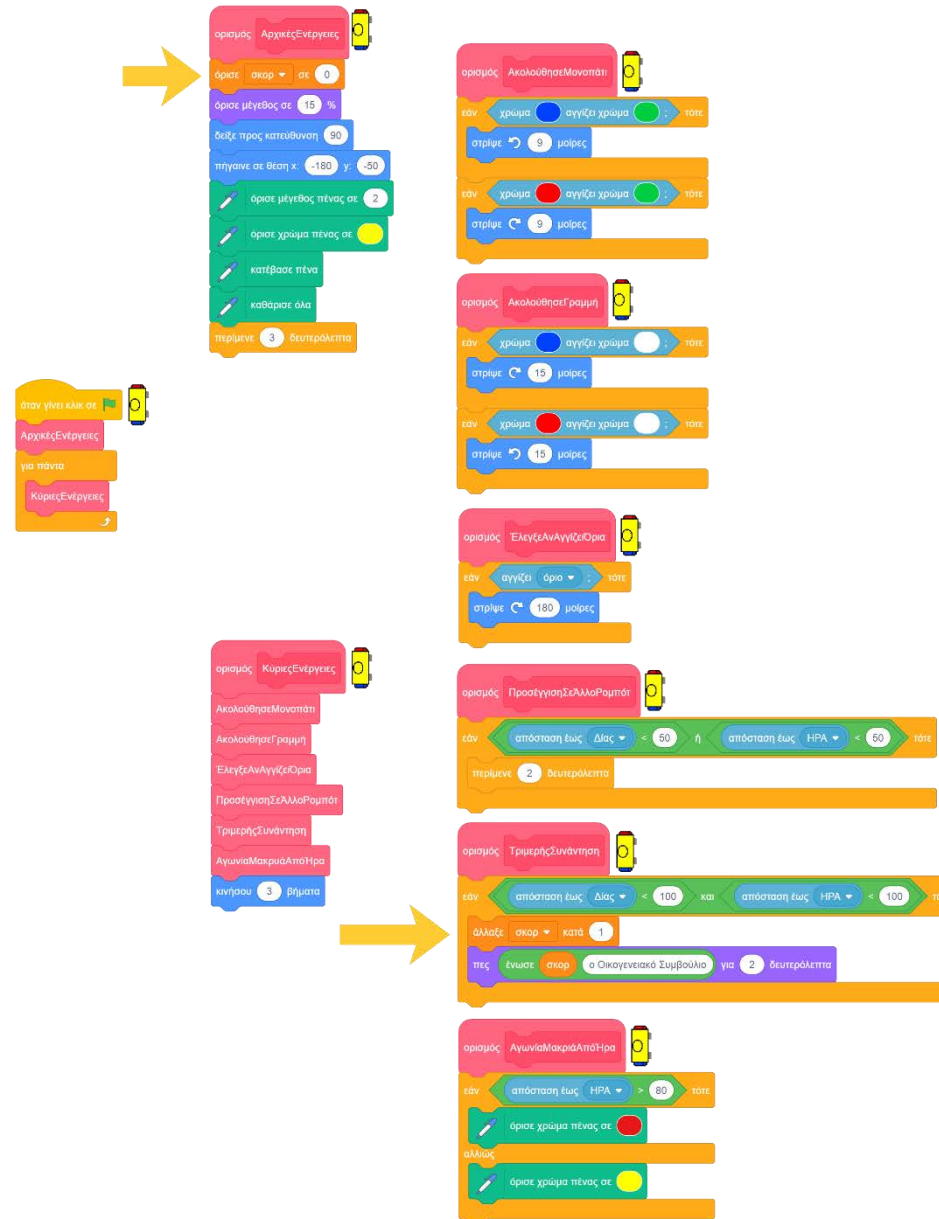 ορισμός ΑρχικέςΕνέργειες
όρισε σκορ σε 0
όρισε μέγεθος σε 15 %
δείξε προς κατεύθυνση 90
πήγαινε σε θέση x: -180 y: -50
όρισε μέγεθος πένας σε 2
όρισε χρώμα πένας σε
κατέβασε πένα
καθάρισε όλα
περίμενε 3 δευτερόλεπτα
όταν γίνει κλικ σε
ΑρχικέςΕνέργειες
για πάντα
ΚύριεςΕνέργειες
ορισμός ΚύριεςΕνέργειες
ΑκολούθησεΜονοπάτι
ΑκολούθησεΓραμμή
ΈλεγξεΑνΑγγίζειΌρια
ΠροσέγγισηΣεΆλλοΡομπότ
ΤριμερήςΣυνάντηση
ΑγωνίαΜακρυάΑπόΉρα
κινήσου 3 βήματα
ορισμός ΑκολούθησεΜονοπάτι
εάν χρώμα αγγίζει χρώμα ; τότε
στρίψε 9 μοίρες
εάν χρώμα αγγίζει χρώμα ; τότε
στρίψε 9 μοίρες
ορισμός ΑκολούθησεΓραμμή
εάν χρώμα αγγίζει χρώμα ; τότε
στρίψε 15 μοίρες
εάν χρώμα αγγίζει χρώμα ; τότε
στρίψε 15 μοίρες
ορισμός ΈλεγξεΑνΑγγίζειΌρια
εάν αγγίζει όριο ; τότε
στρίψε 180 μοίρες
ορισμός ΠροσέγγισηΣεΆλλοΡομπότ
εάν απόσταση έως Δίας < 50 ή απόσταση έως ΗΡΑ < 50 τότε
περίμενε 2 δευτερόλεπτα
ορισμός ΤριμερήςΣυνάντηση
εάν απόσταση έως Δίας < 100 και απόσταση έως ΗΡΑ < 100
άλλαξε σκορ κατά 1
πες ένωσε σκορ ο Οικογενειακό Συμβούλιο για 2 δευτερόλεπτα
ορισμός ΑγωνίαΜακριάΑπόΉρα
εάν απόσταση έως ΗΡΑ > 80 τότε
όρισε χρώμα πένας σε
αλλιώς
όρισε χρώμα πένας σε